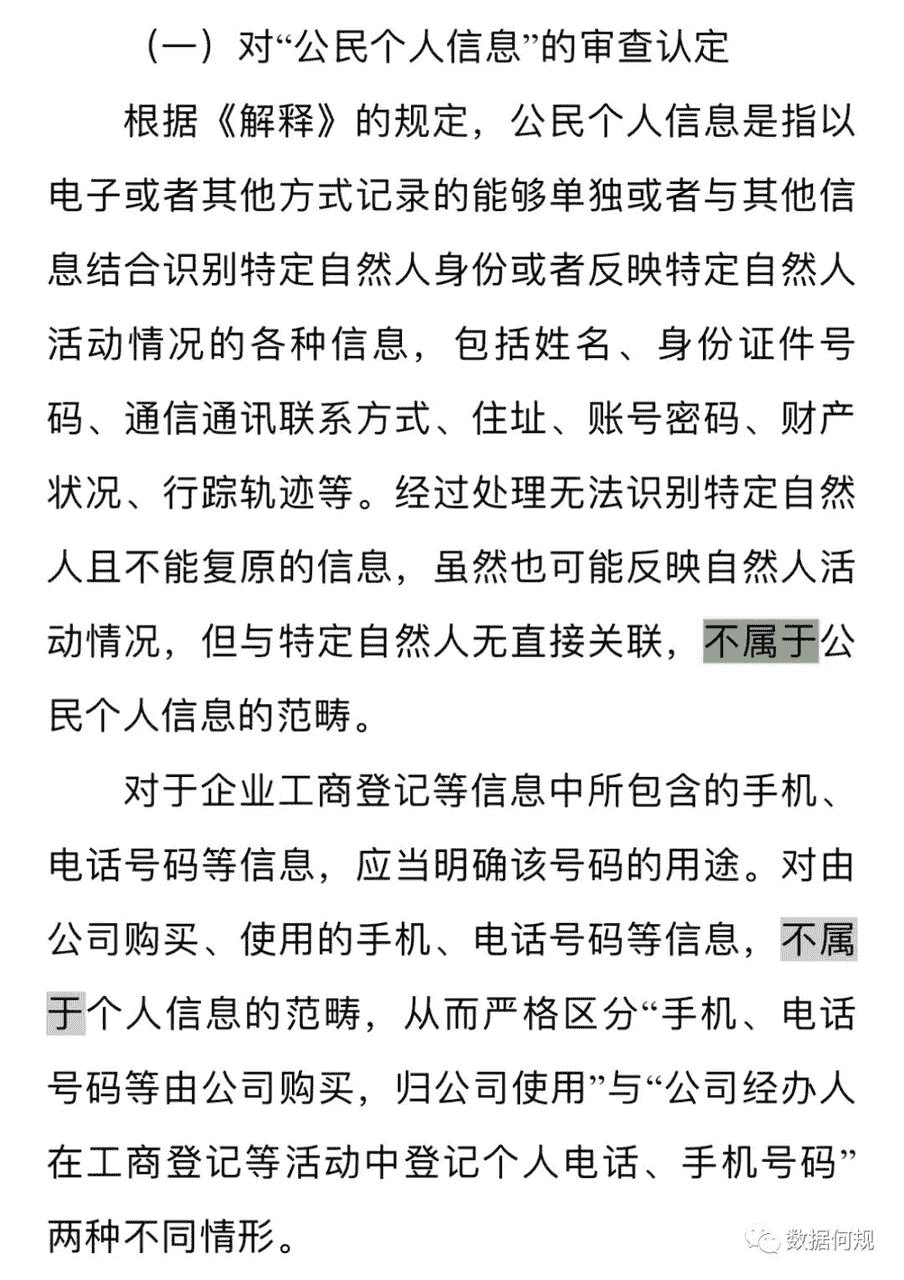 （一）对“公民个人信息”的审查认定
根据《解释》的规定，公民个人信息是指以
电子或者其他方式记录的能够单独或者与其他信
息结合识别特定自然人身份或者反映特定自然人
活动情况的各种信息，包括姓名、身份证件号
码、通信通讯联系方式、住址、账号密码、财产
状况、行踪轨迹等。经过处理无法识别特定自然
人且不能复原的信息，虽然也可能反映自然人活
动情况，但与特定自然人无直接关联，不属于公
民个人信息的范畴。
对于企业工商登记等信息中所包含的手机、
电话号码等信息，应当明确该号码的用途。对由
公司购买、使用的手机、电话号码等信息，不属
于个人信息的范畴，从而严格区分“手机、电话
号码等由公司购买，归公司使用”与“公司经办人
在工商登记等活动中登记个人电话、手机号码”
两种不同情形。
数据何规